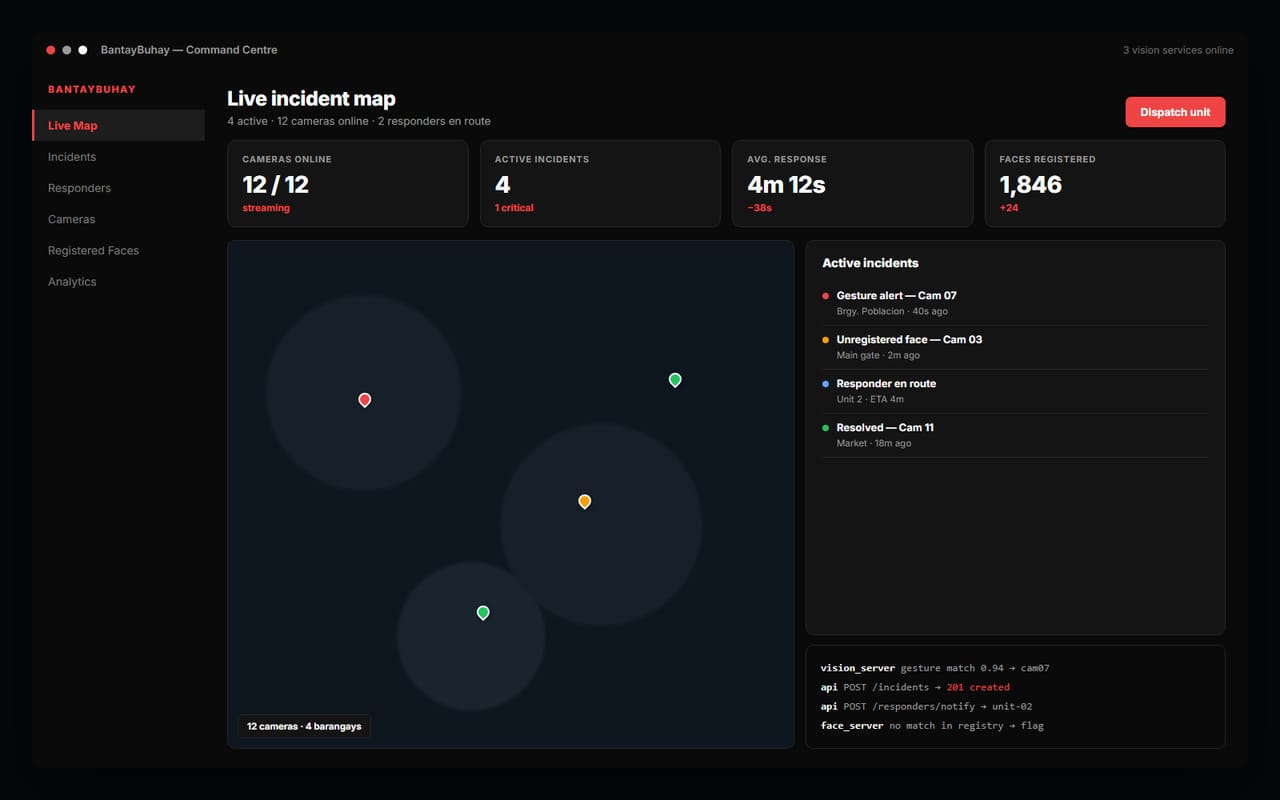 BantayBuhay — Command Centre
3 vision services online
BANTAYBUHAY
Live Map
Incidents
Responders
Cameras
Registered Faces
Analytics
Live incident map
4 active · 12 cameras online · 2 responders en route
Dispatch unit
CAMERAS ONLINE
12 / 12
streaming
ACTIVE INCIDENTS
4
1 critical
AVG. RESPONSE
4m 12s
−38s
FACES REGISTERED
1,846
+24
12 cameras · 4 barangays
Active incidents
Gesture alert — Cam 07
Brgy. Poblacion · 40s ago
Unregistered face — Cam 03
Main gate · 2m ago
Responder en route
Unit 2 · ETA 4m
Resolved — Cam 11
Market · 18m ago
vision_server gesture match 0.94 → cam07
api POST /incidents → 201 created
api POST /responders/notify → unit-02
face_server no match in registry → flag